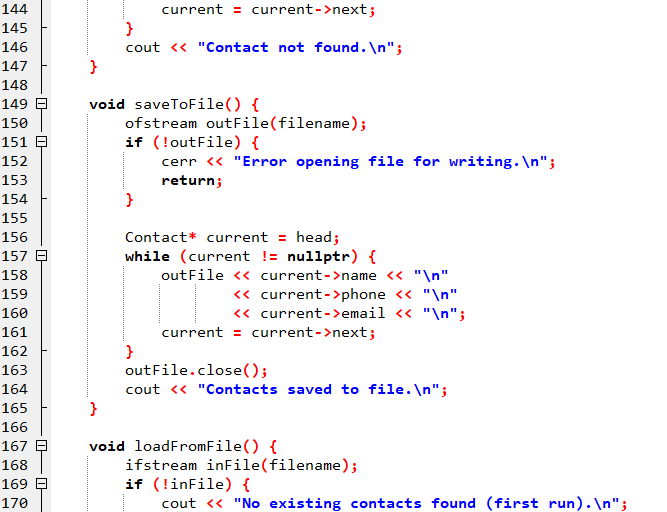 144 current = current->next;
145 }
146 cout << "Contact not found.\n";
147 }
148
149 void saveToFile() {
150 ofstream outFile(filename);
151 if (!outFile) {
152 cerr << "Error opening file for writing.\n";
153 return;
154 }
155
156 Contact* current = head;
157 while (current != nullptr) {
158 outFile << current->name << "\n"
159 << current->phone << "\n"
160 << current->email << "\n";
161 current = current->next;
162 }
163 outFile.close();
164 cout << "Contacts saved to file.\n";
165 }
166
167 void loadFromFile() {
168 ifstream inFile(filename);
169 if (!inFile) {
170 cout << "No existing contacts found (first run).\n";